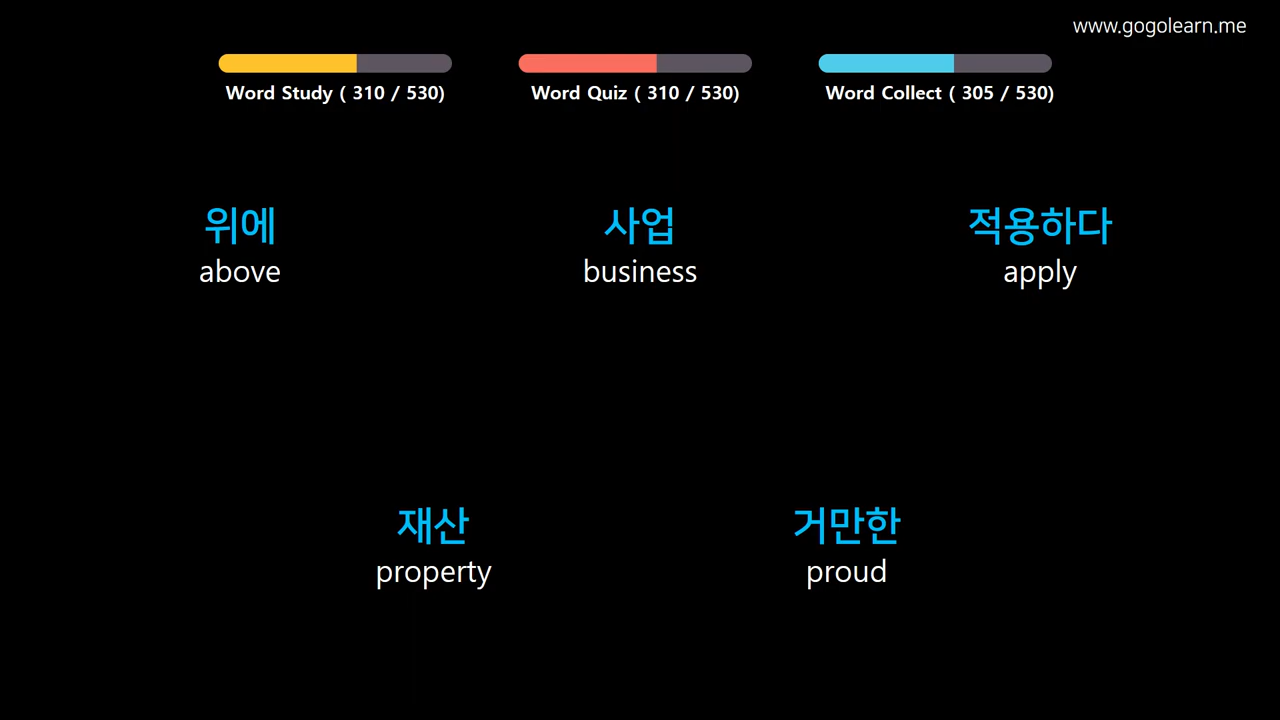 www.gogolearn.me
Word Study ( 310 / 530)
Word Quiz ( 310 / 530)
Word Collect ( 305 / 530)
위에
above
사업
business
적용하다
apply
재산
property
거만한
proud